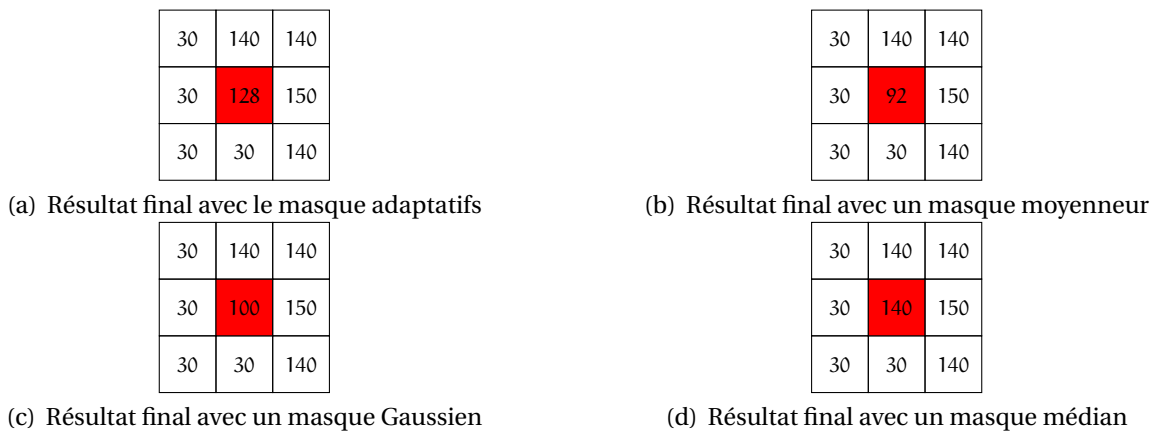 30 140 140
30 128 150
30 30 140
(a) Résultat final avec le masque adaptatifs
30 140 140
30 92 150
30 30 140
(b) Résultat final avec un masque moyenneur
30 140 140
30 100 150
30 30 140
(c) Résultat final avec un masque Gaussien
30 140 140
30 140 150
30 30 140
(d) Résultat final avec un masque médian